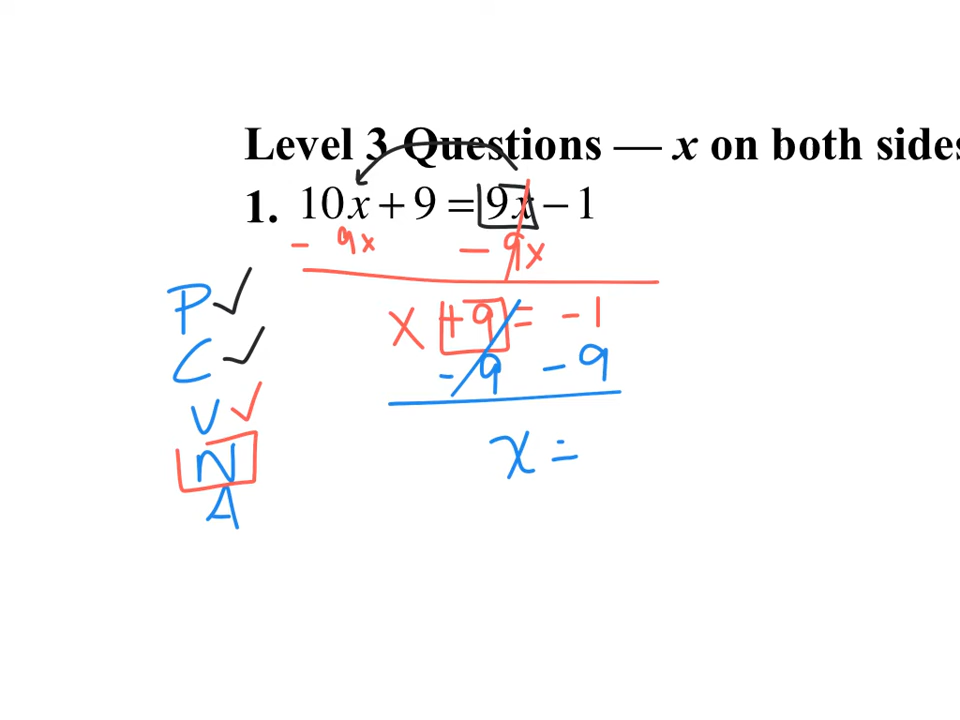 Level 3 Questions — x on both sides
1. 10x + 9 = 9x − 1
- 9x - 9x
P
x + 9 = - 1
C
- 9 - 9
V
x =
N
A